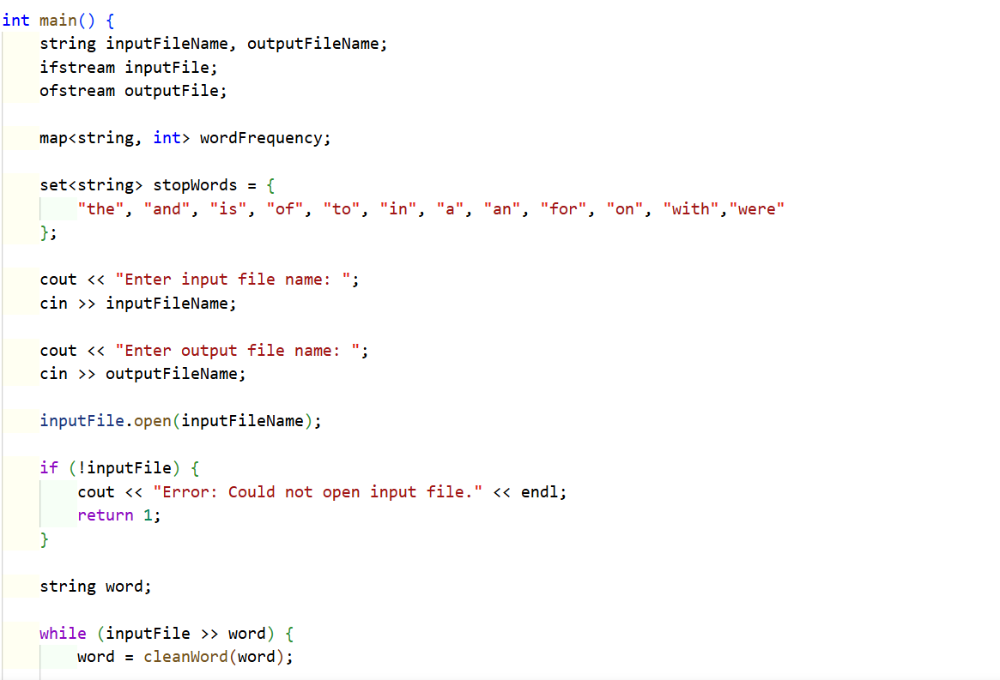 int main() {
    string inputFileName, outputFileName;
    ifstream inputFile;
    ofstream outputFile;

    map<string, int> wordFrequency;

    set<string> stopWords = {
        "the", "and", "is", "of", "to", "in", "a", "an", "for", "on", "with","were"
    };

    cout << "Enter input file name: ";
    cin >> inputFileName;

    cout << "Enter output file name: ";
    cin >> outputFileName;

    inputFile.open(inputFileName);

    if (!inputFile) {
        cout << "Error: Could not open input file." << endl;
        return 1;
    }

    string word;

    while (inputFile >> word) {
        word = cleanWord(word);